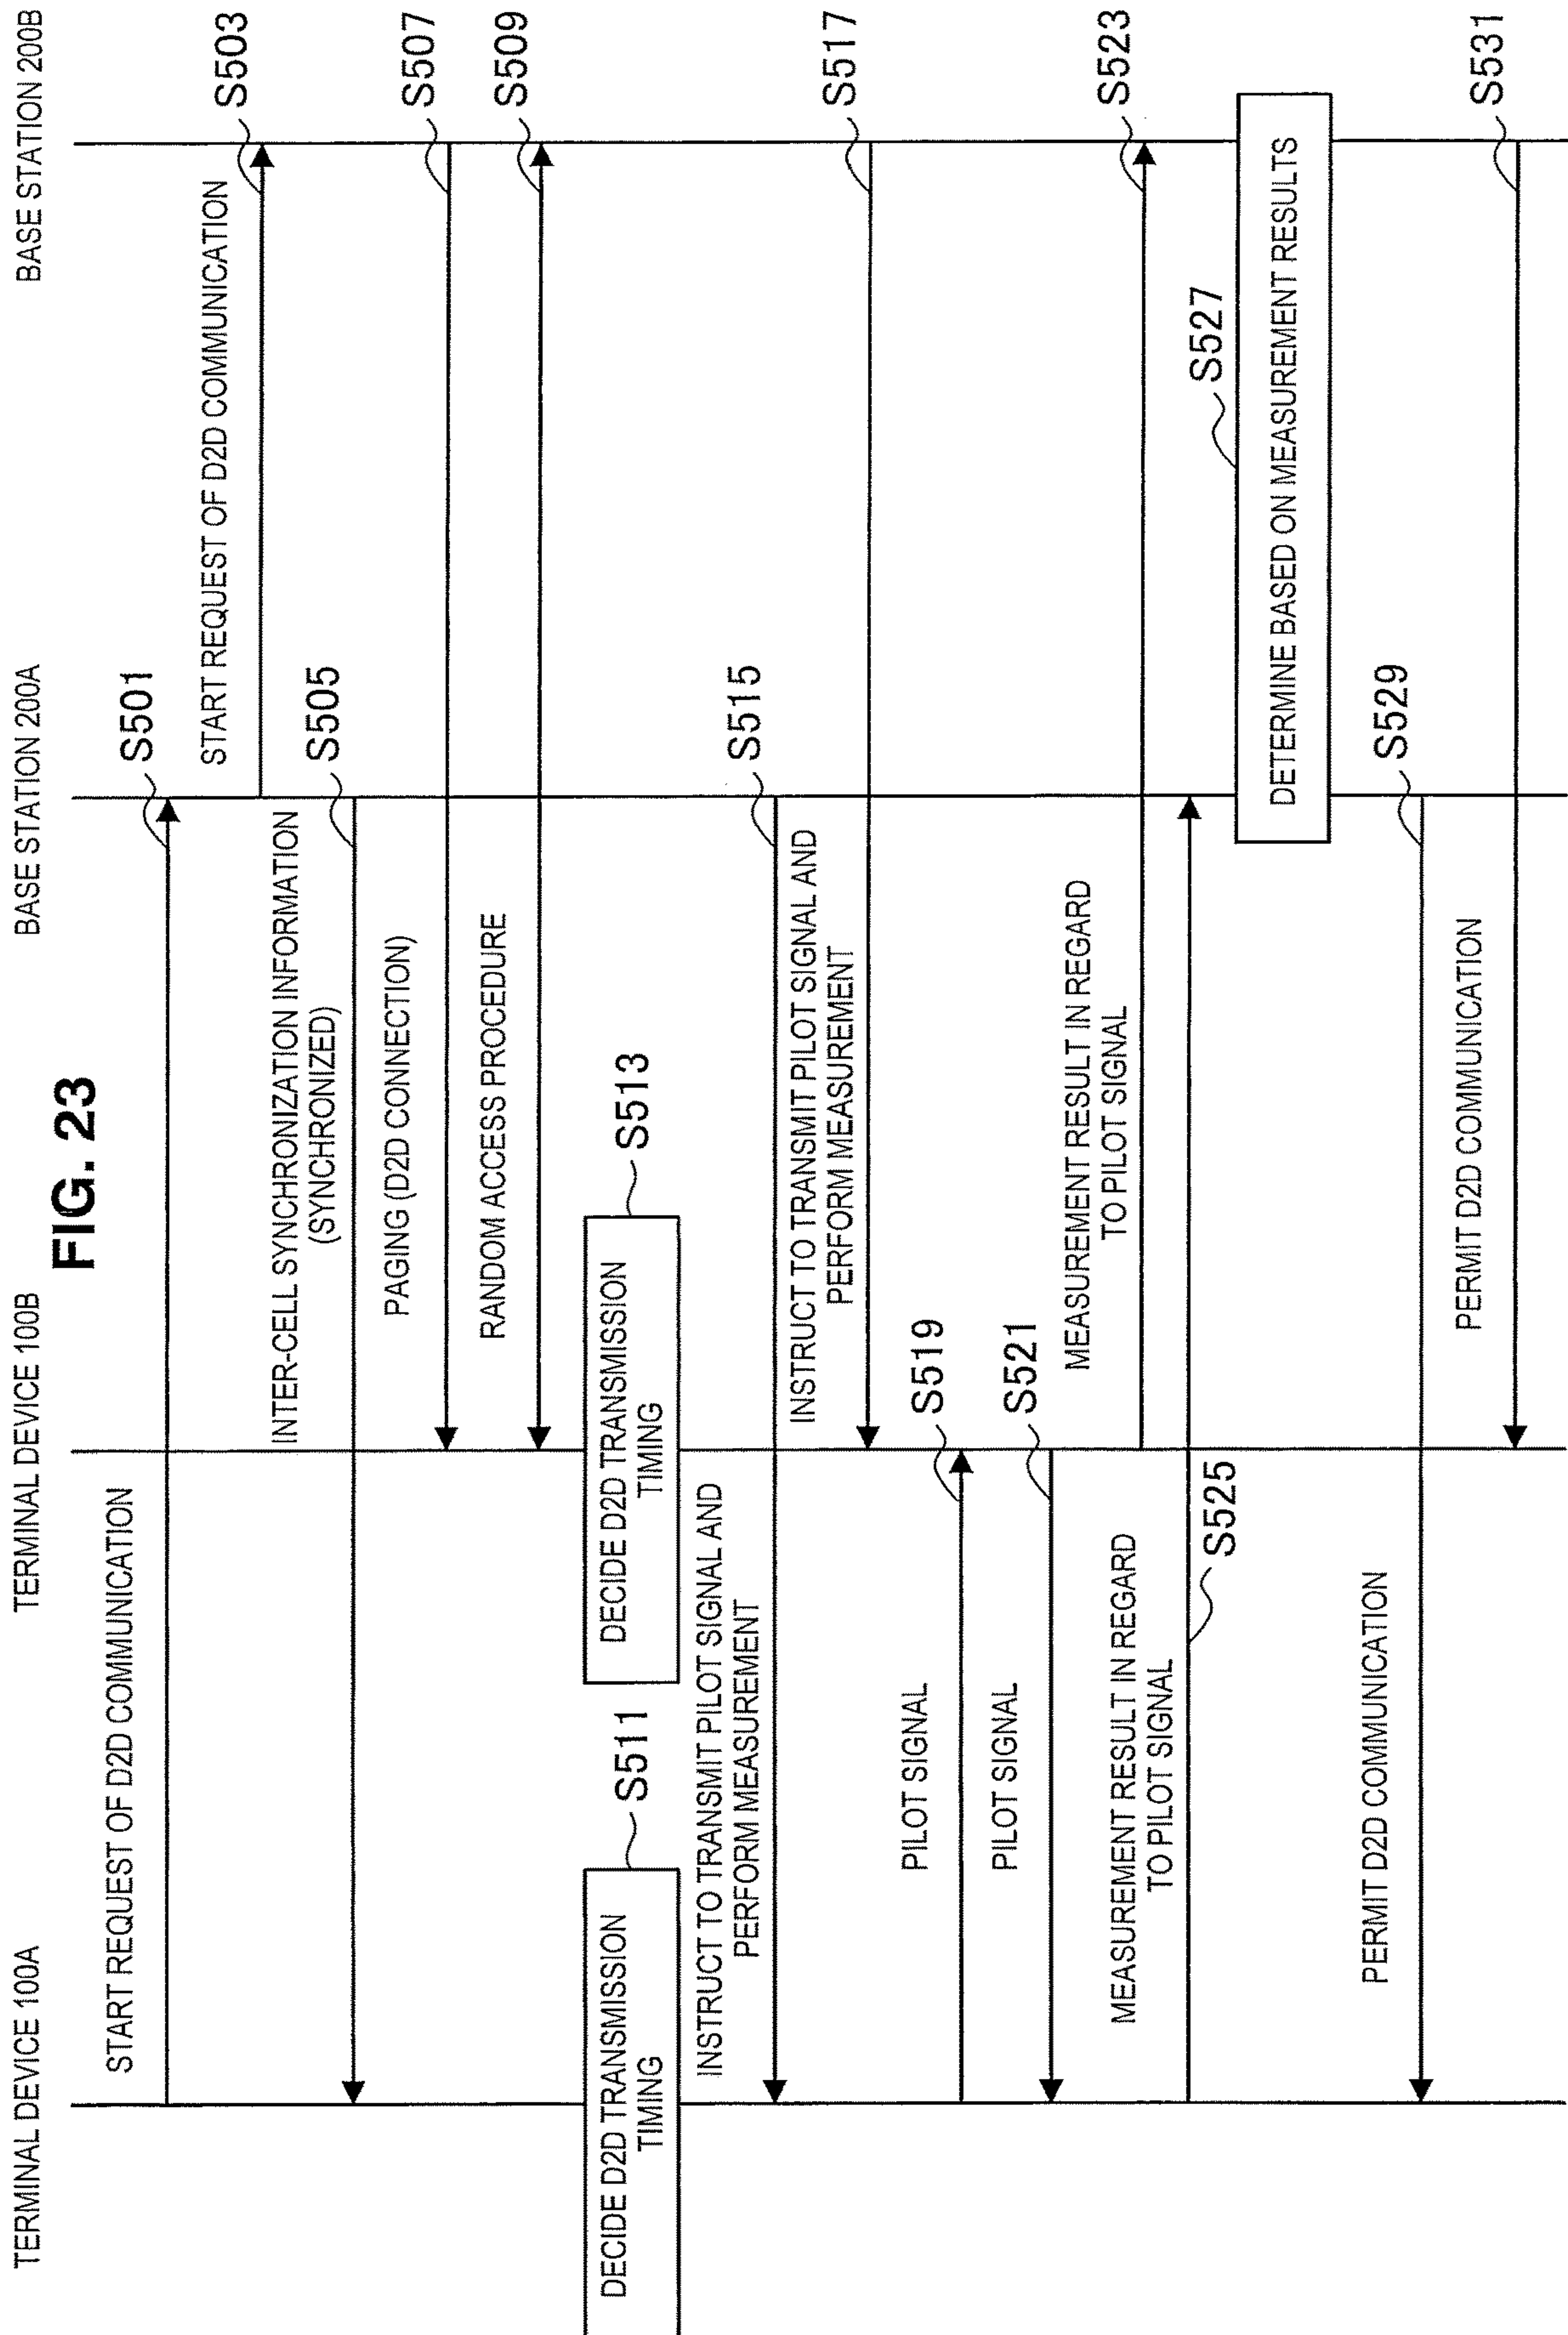 FIG. 23
TERMINAL DEVICE 100A
TERMINAL DEVICE 100B
BASE STATION 200A
BASE STATION 200B
START REQUEST OF D2D COMMUNICATION
S501
START REQUEST OF D2D COMMUNICATION
S503
INTER-CELL SYNCHRONIZATION INFORMATION
(SYNCHRONIZED)
S505
PAGING (D2D CONNECTION)
S507
RANDOM ACCESS PROCEDURE
S509
DECIDE D2D TRANSMISSION
TIMING
S511
DECIDE D2D TRANSMISSION
TIMING
S513
INSTRUCT TO TRANSMIT PILOT SIGNAL AND
PERFORM MEASUREMENT
S515
INSTRUCT TO TRANSMIT PILOT SIGNAL AND
PERFORM MEASUREMENT
S517
PILOT SIGNAL
S519
PILOT SIGNAL
S521
MEASUREMENT RESULT IN REGARD
TO PILOT SIGNAL
S523
MEASUREMENT RESULT IN REGARD
TO PILOT SIGNAL
S525
S527
DETERMINE BASED ON MEASUREMENT RESULTS
PERMIT D2D COMMUNICATION
S529
PERMIT D2D COMMUNICATION
S531